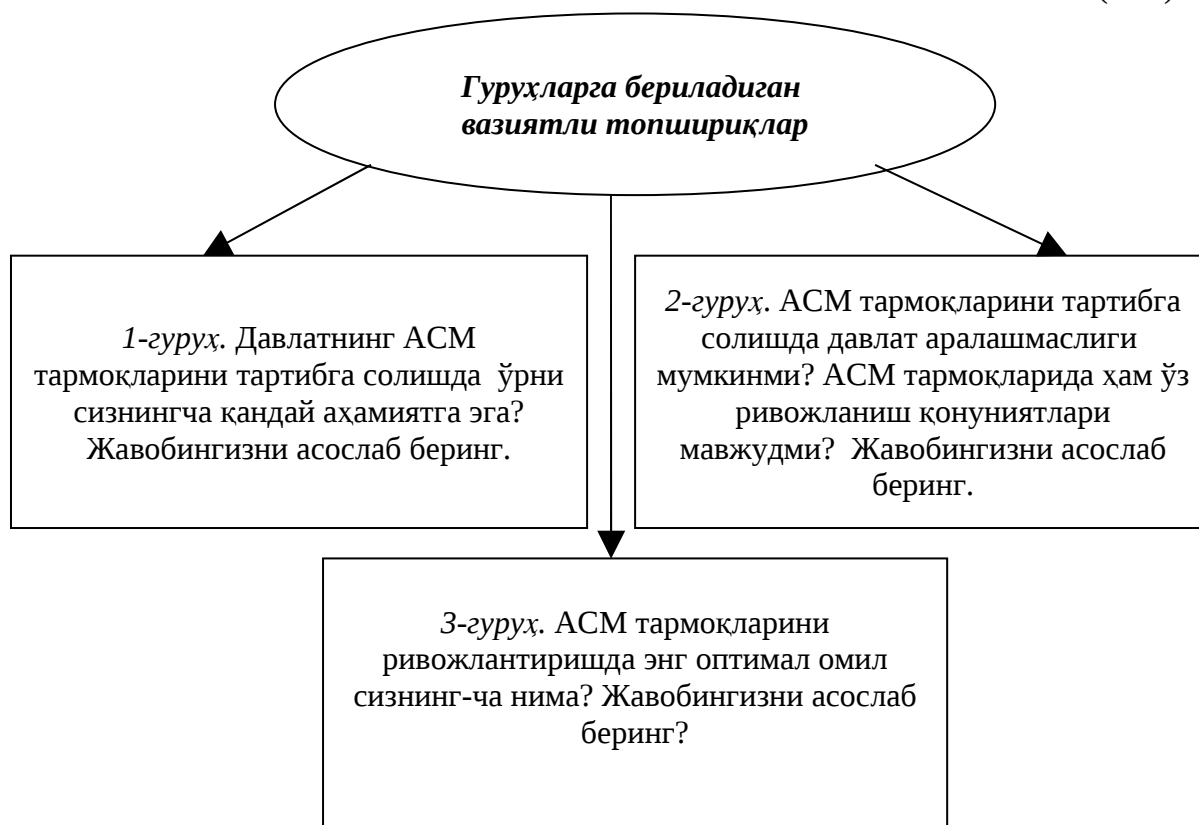 Гуруҳларга бериладиган
вазиятли топшириқлар
1-гуруҳ. Давлатнинг АСМ
тармоқларини тартибга солишда ўрни
сизнингча қандай аҳамиятга эга?
Жавобингизни асослаб беринг.
2-гуруҳ. АСМ тармоқларини тартибга
солишда давлат аралашмаслиги
мумкинми? АСМ тармоқларида ҳам ўз
ривожланиш қонуниятлари
мавжудми? Жавобингизни асослаб
беринг.
3-гуруҳ. АСМ тармоқларини
ривожлантиришда энг оптимал омил
сизнинг-ча нима? Жавобингизни асослаб
беринг?